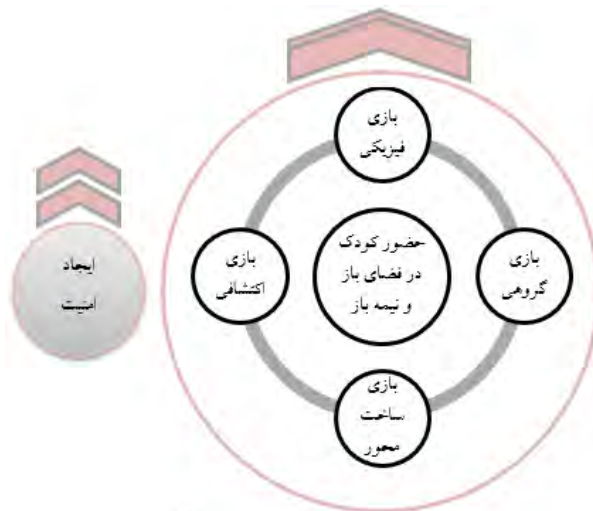 بازی
فیزیکی
بازی
گروهی
حضور کودک
در فضای باز
و نیمه باز
بازی
اکتشافی
بازی
ساخت
محور
ایجاد
امنیت